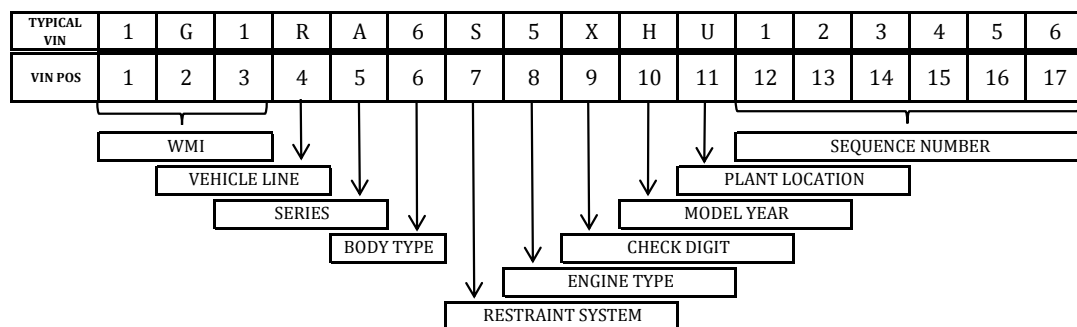 TYPICAL VIN 1 G 1 R A 6 S 5 X H U 1 2 3 4 5 6
VIN POS 1 2 3 4 5 6 7 8 9 10 11 12 13 14 15 16 17
WMI SEQUENCE NUMBER
VEHICLE LINE PLANT LOCATION
SERIES MODEL YEAR
BODY TYPE CHECK DIGIT
ENGINE TYPE
RESTRAINT SYSTEM